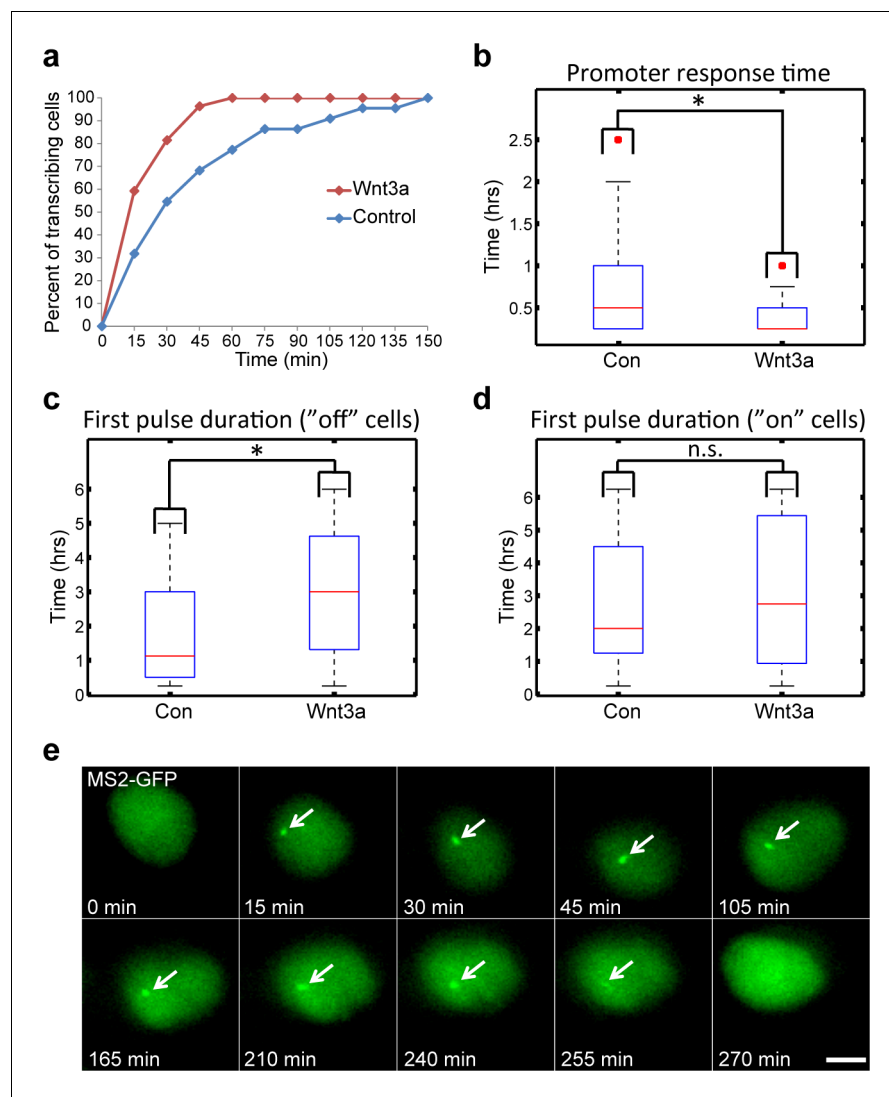 a
Percent of transcribing cells
100
90
80
70
60
50
40
30
20
10
0
Wnt3a
Control
0 15 30 45 60 75 90 105 120 135 150
Time (min)
b
Promoter response time
*
Time (hrs)
2.5
2
1
1
0.5
Con Wnt3a
c
First pulse duration (”off” cells)
*
Time (hrs)
6
5
4
3
2
1
0
Con Wnt3a
d
First pulse duration (”on” cells)
n.s.
Time (hrs)
6
5
4
3
2
1
0
Con Wnt3a
e
MS2-GFP
0 min 15 min 30 min 45 min 105 min
165 min 210 min 240 min 255 min 270 min